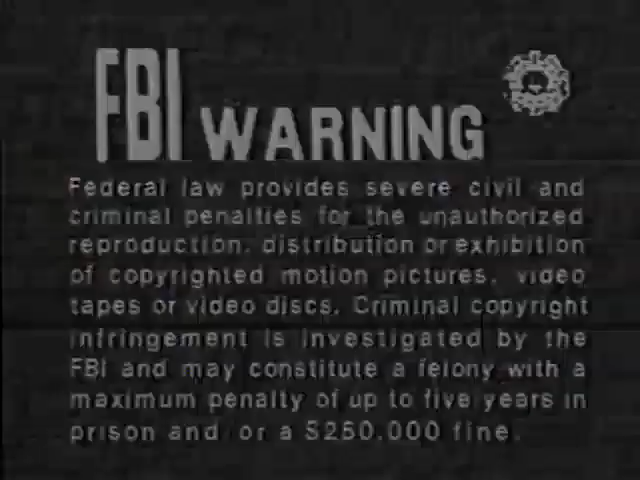 FBI WARNING
Federal law provides severe civil and
criminal penalties for the unauthorized
reproduction, distribution or exhibition
of copyrighted motion pictures, video
tapes or video discs. Criminal copyright
infringement is investigated by the
FBI and may constitute a felony with a
maximum penalty of up to five years in
prison and/or a $250,000 fine.